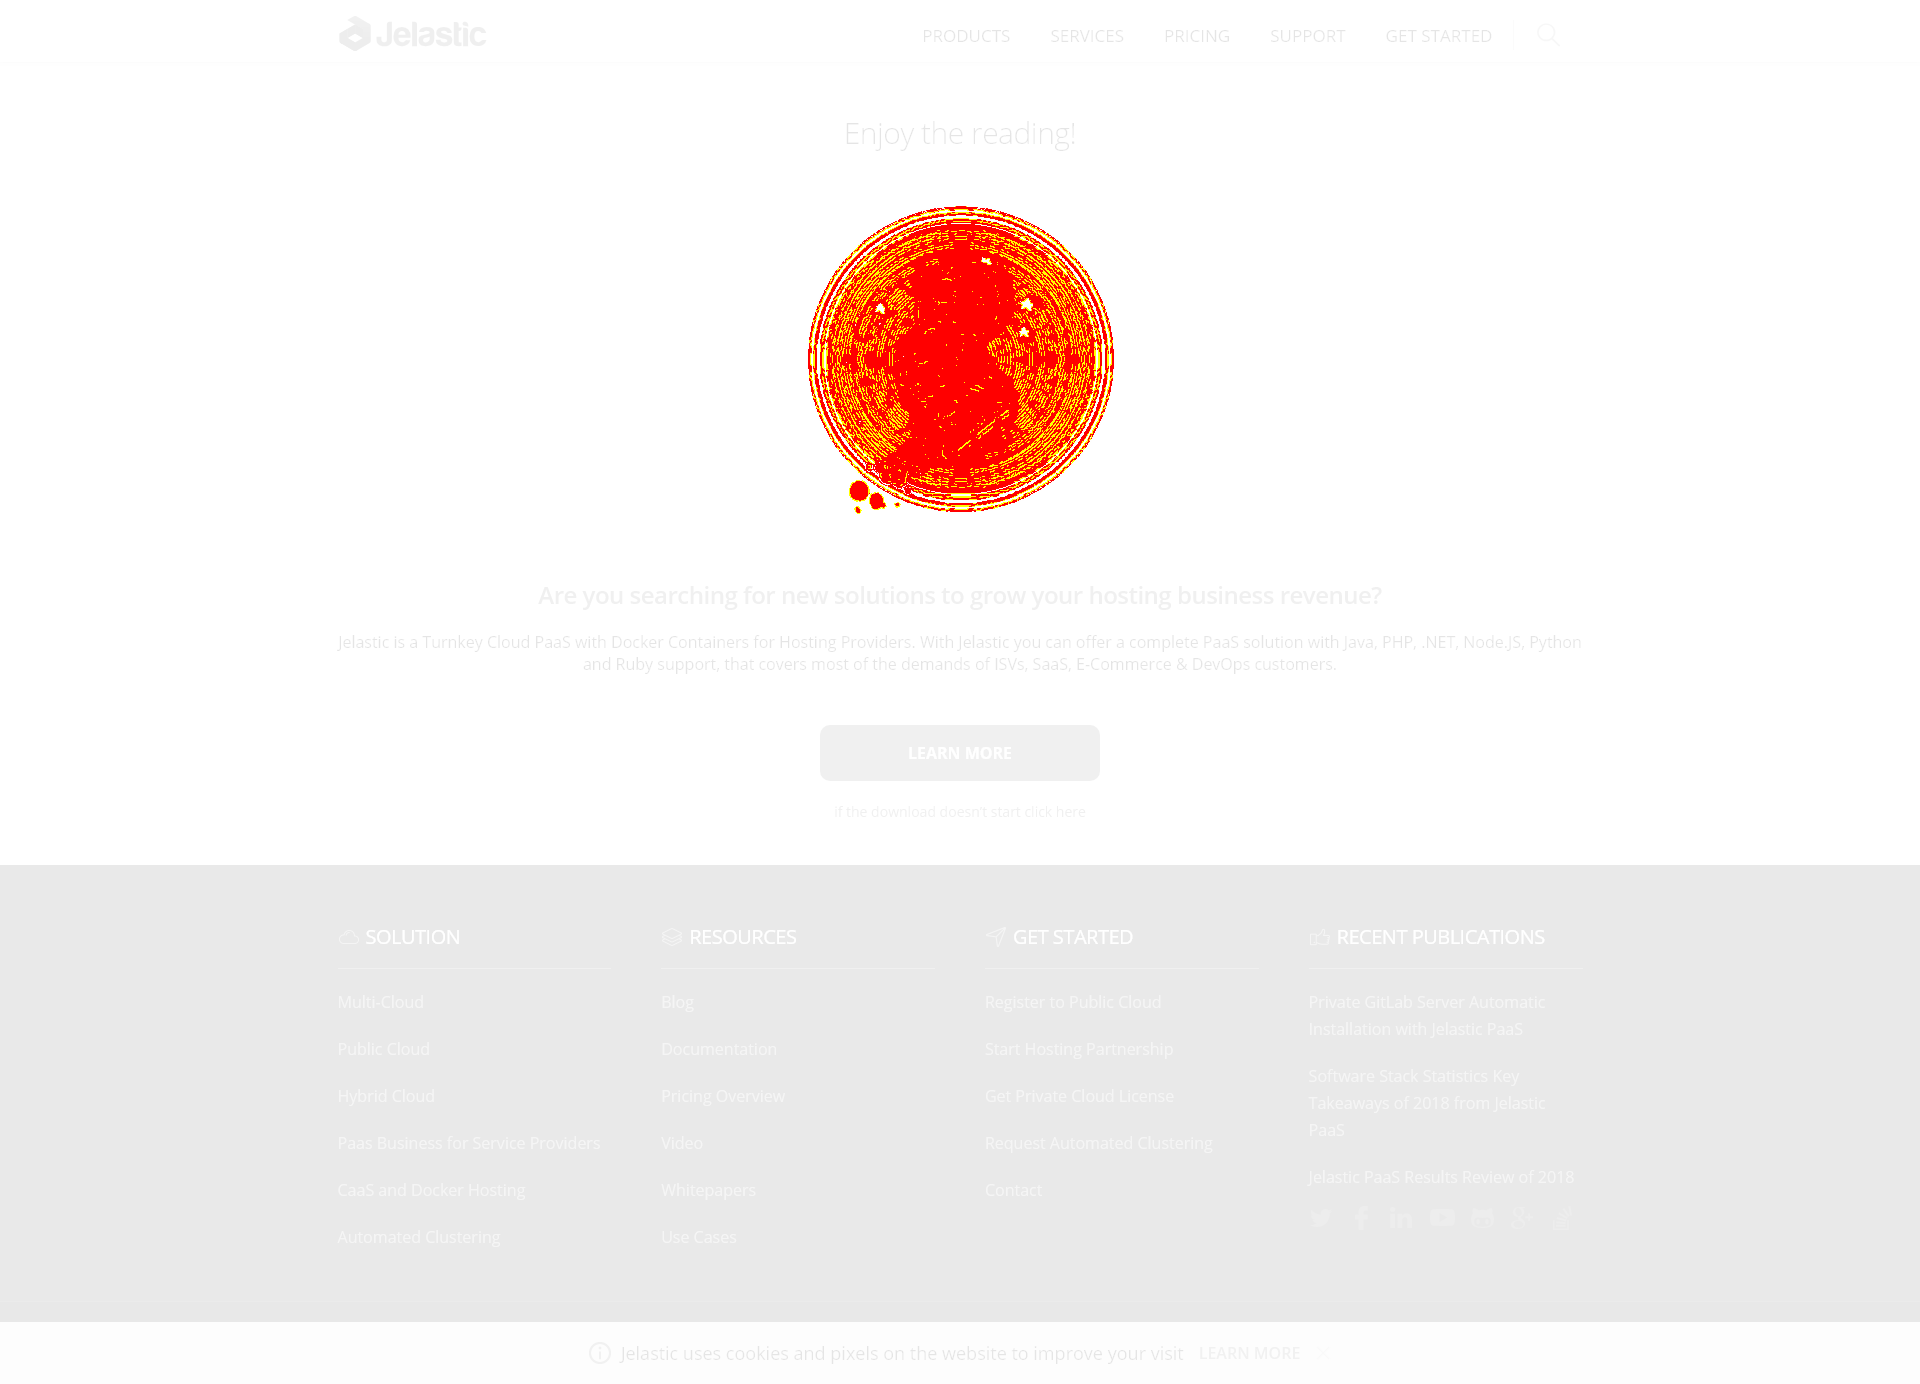 Jelastic
PRODUCTS SERVICES PRICING SUPPORT GET STARTED
Enjoy the reading!
Are you searching for new solutions to grow your hosting business revenue?
Jelastic is a Turnkey Cloud PaaS with Docker Containers for Hosting Providers. With Jelastic you can offer a complete PaaS solution with Java, PHP, .NET, Node.JS, Python
and Ruby support, that covers most of the demands of ISVs, SaaS, E-Commerce & DevOps customers.
LEARN MORE
if the download doesn't start click here
SOLUTION
Multi-Cloud
Public Cloud
Hybrid Cloud
Paas Business for Service Providers
CaaS and Docker Hosting
Automated Clustering
RESOURCES
Blog
Documentation
Pricing Overview
Video
Whitepapers
Use Cases
GET STARTED
Register to Public Cloud
Start Hosting Partnership
Get Private Cloud License
Request Automated Clustering
Contact
RECENT PUBLICATIONS
Private GitLab Server Automatic
Installation with Jelastic PaaS
Software Stack Statistics Key
Takeaways of 2018 from Jelastic
PaaS
Jelastic PaaS Results Review of 2018
Jelastic uses cookies and pixels on the website to improve your visit LEARN MORE